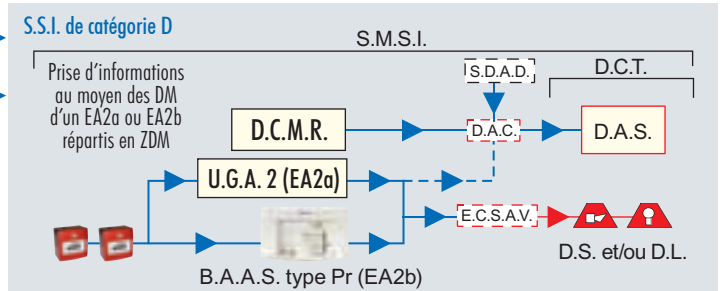 S.S.I. de catégorie D
S.M.S.I.
Prise d'informations
au moyen des DM
d'un EA2a ou EA2b
répartis en ZDM
S.D.A.D.
D.C.T.
D.C.M.R.
D.A.C.
D.A.S.
U.G.A. 2 (EA2a)
E.C.S.A.V.
B.A.A.S. type Pr (EA2b)
D.S. et/ou D.L.